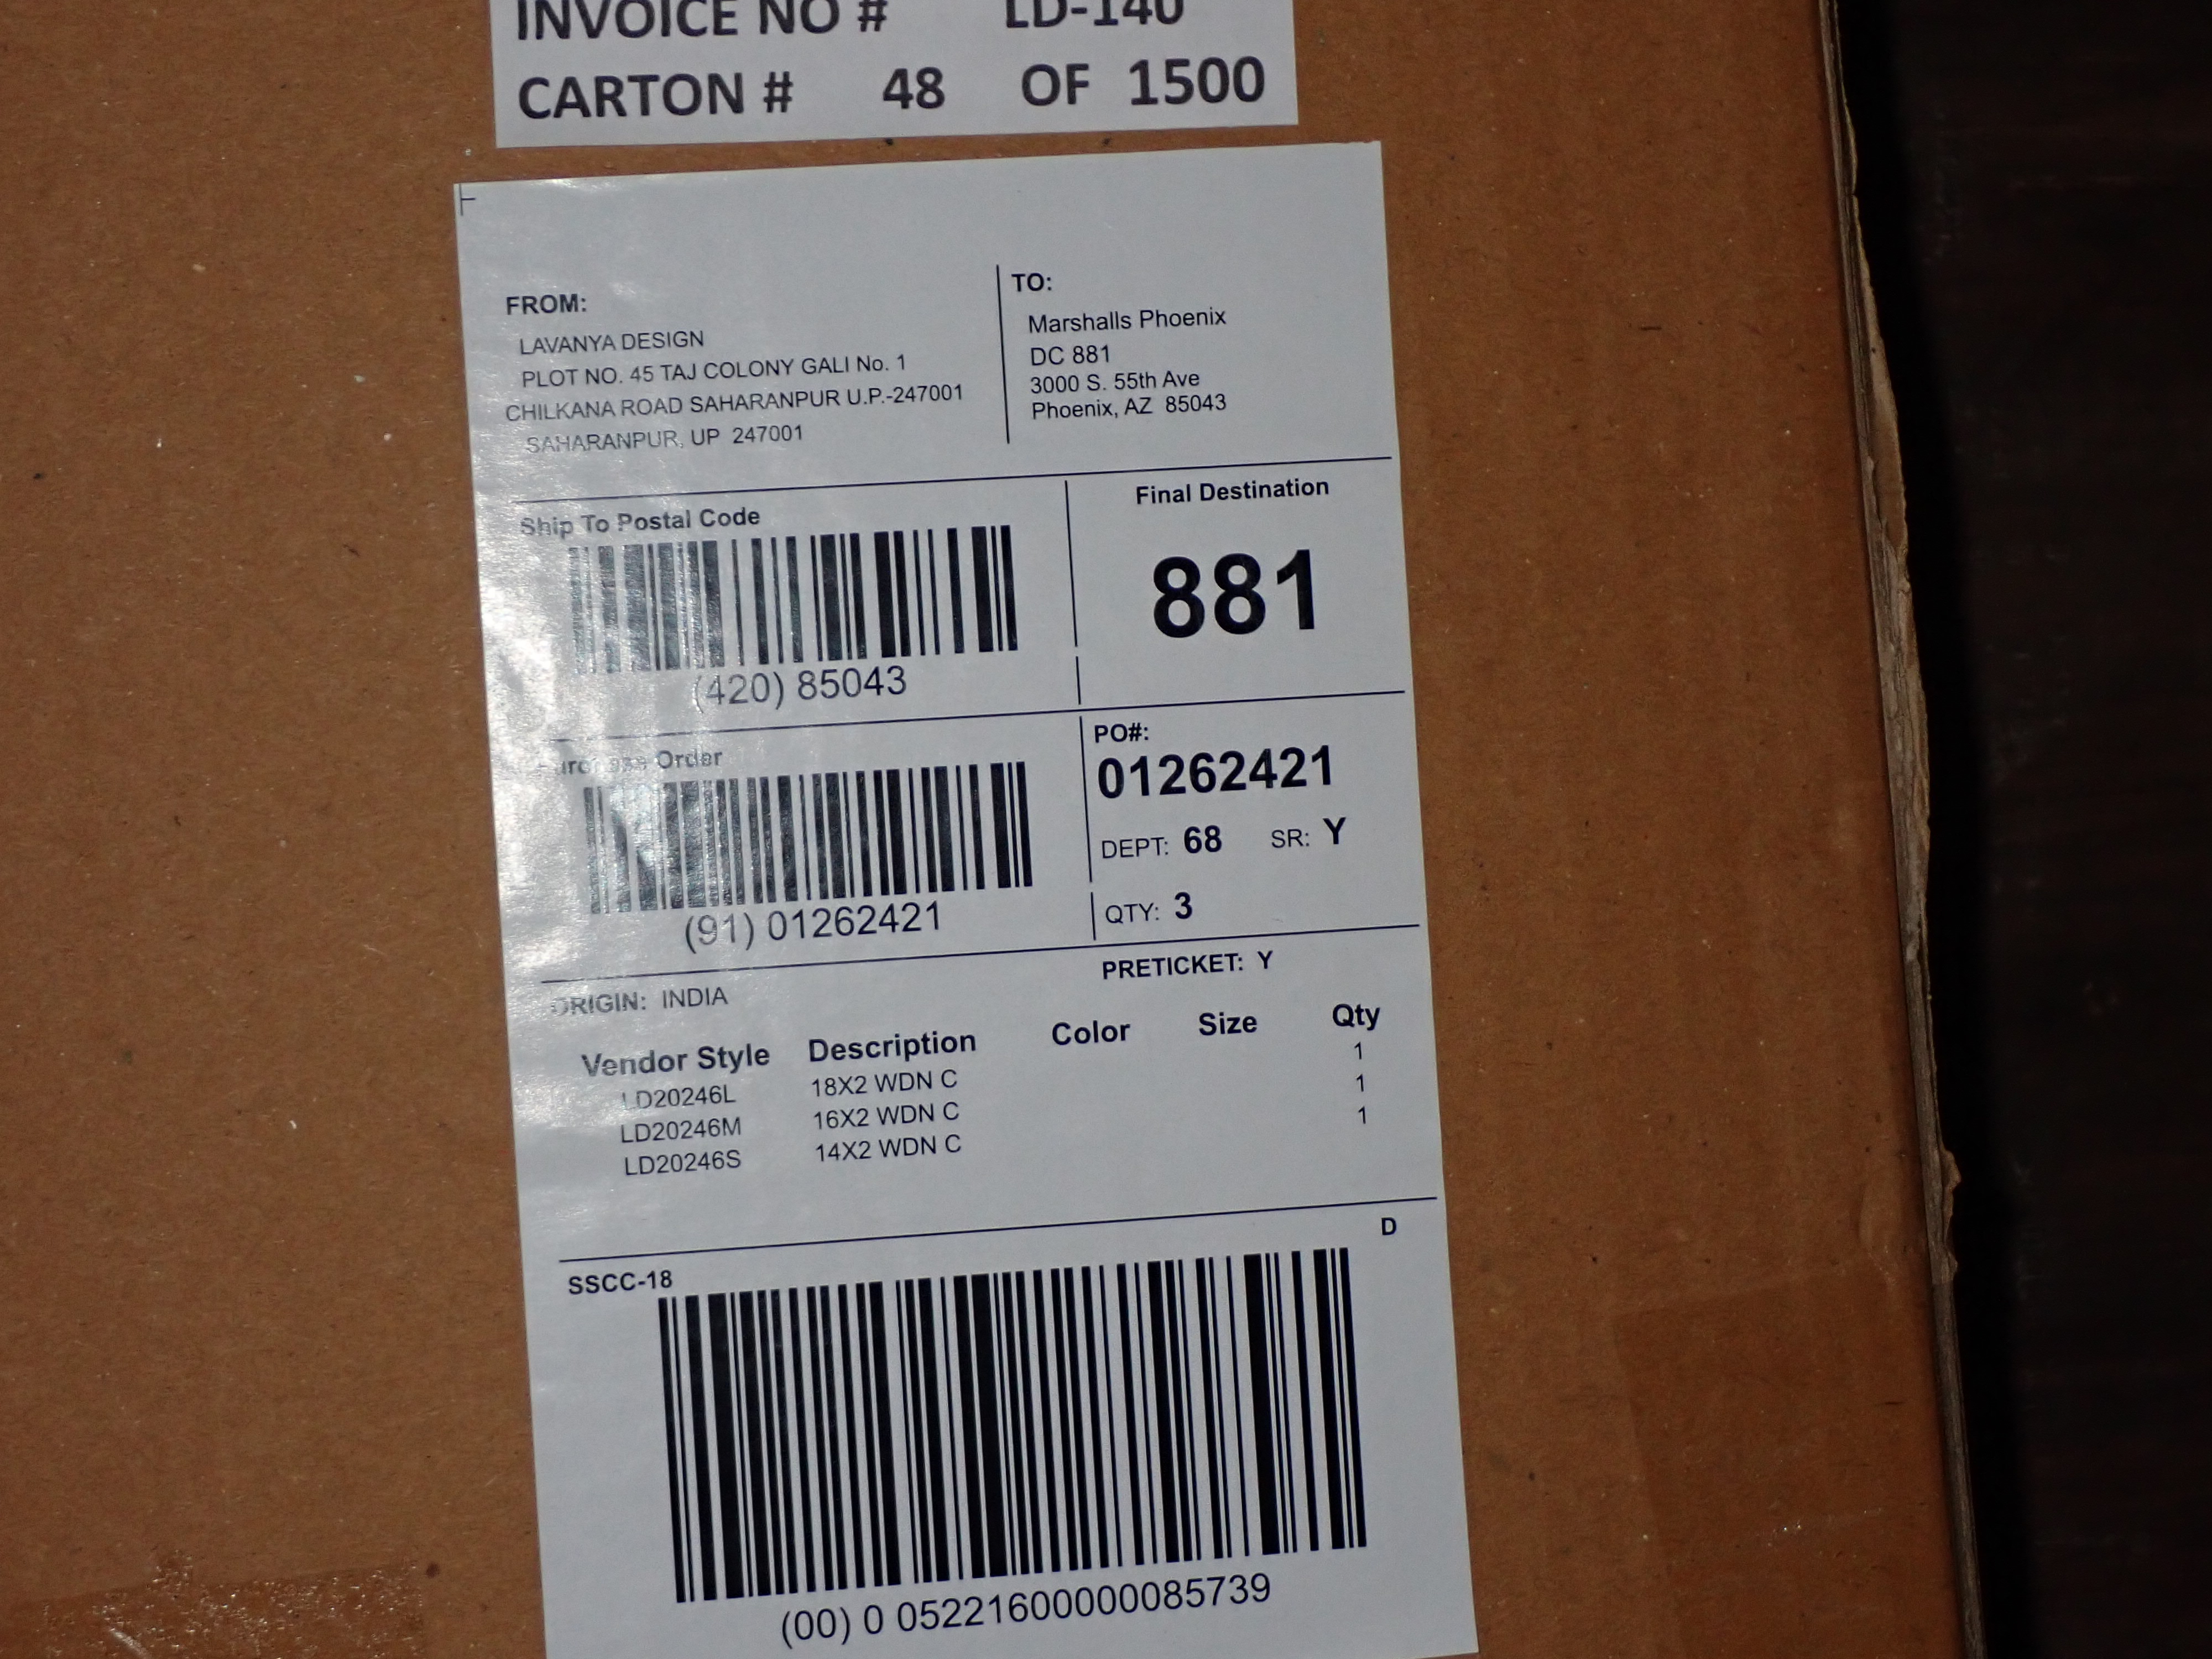 INVOICE NO # LD-140
CARTON # 48 OF 1500
FROM:
LAVANYA DESIGN
PLOT NO. 45 TAJ COLONY GALI No. 1
CHILKANA ROAD SAHARANPUR U.P.-247001
SAHARANPUR, UP 247001
TO:
Marshalls Phoenix
DC 881
3000 S. 55th Ave
Phoenix, AZ 85043
Ship To Postal Code
(420) 85043
Final Destination
881
Purchase Order
(91) 01262421
PO#:
01262421
DEPT: 68 SR: Y
QTY: 3
PRETICKET: Y
ORIGIN: INDIA
Vendor Style Description Color Size Qty
LD20246L 18X2 WDN C 1
LD20246M 16X2 WDN C 1
LD20246S 14X2 WDN C 1
D
SSCC-18
(00) 0 0522160000085739